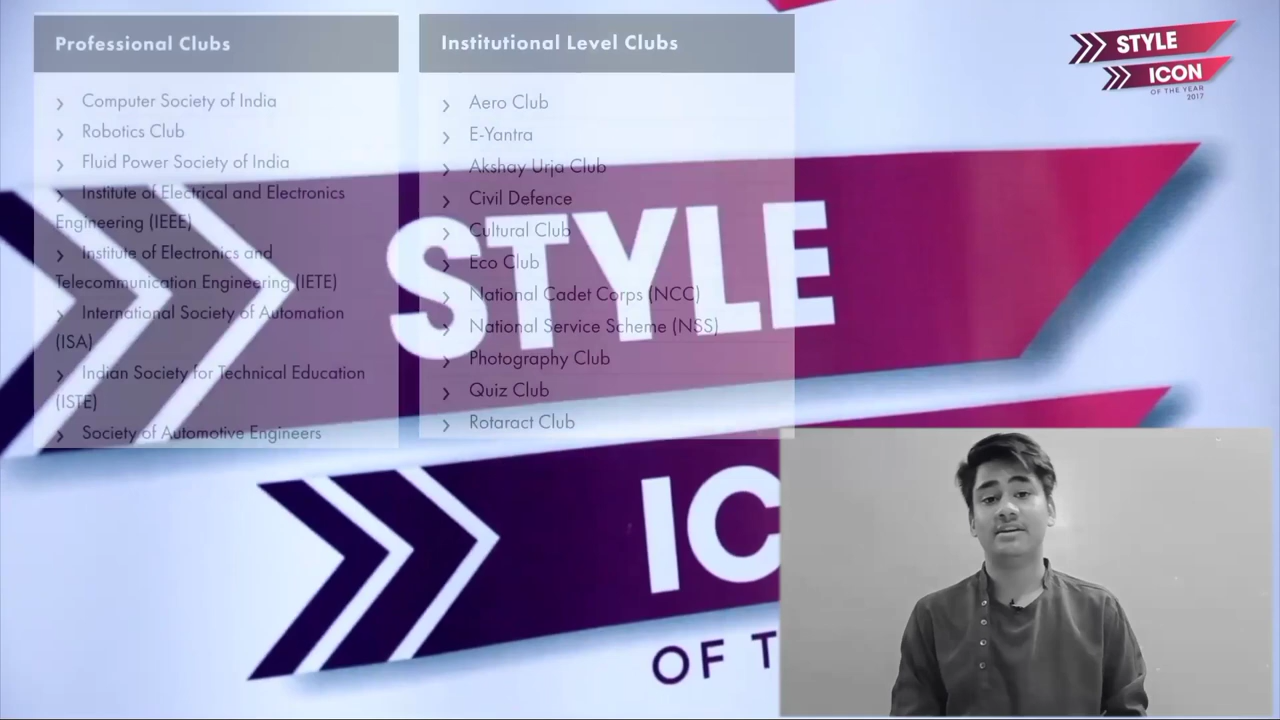 Professional Clubs
Computer Society of India
Robotics Club
Fluid Power Society of India
Institute of Electrical and Electronics
Engineering (IEEE)
Institute of Electronics and
Telecommunication Engineering (IETE)
International Society of Automation
(ISA)
Indian Society for Technical Education
(ISTE)
Society of Automotive Engineers
Institutional Level Clubs
Aero Club
E-Yantra
Akshay Urja Club
Civil Defence
Cultural Club
Eco Club
National Cadet Corps (NCC)
National Service Scheme (NSS)
Photography Club
Quiz Club
Rotaract Club
STYLE
ICON
OF THE YEAR
2017
STYLE
IC
OF T